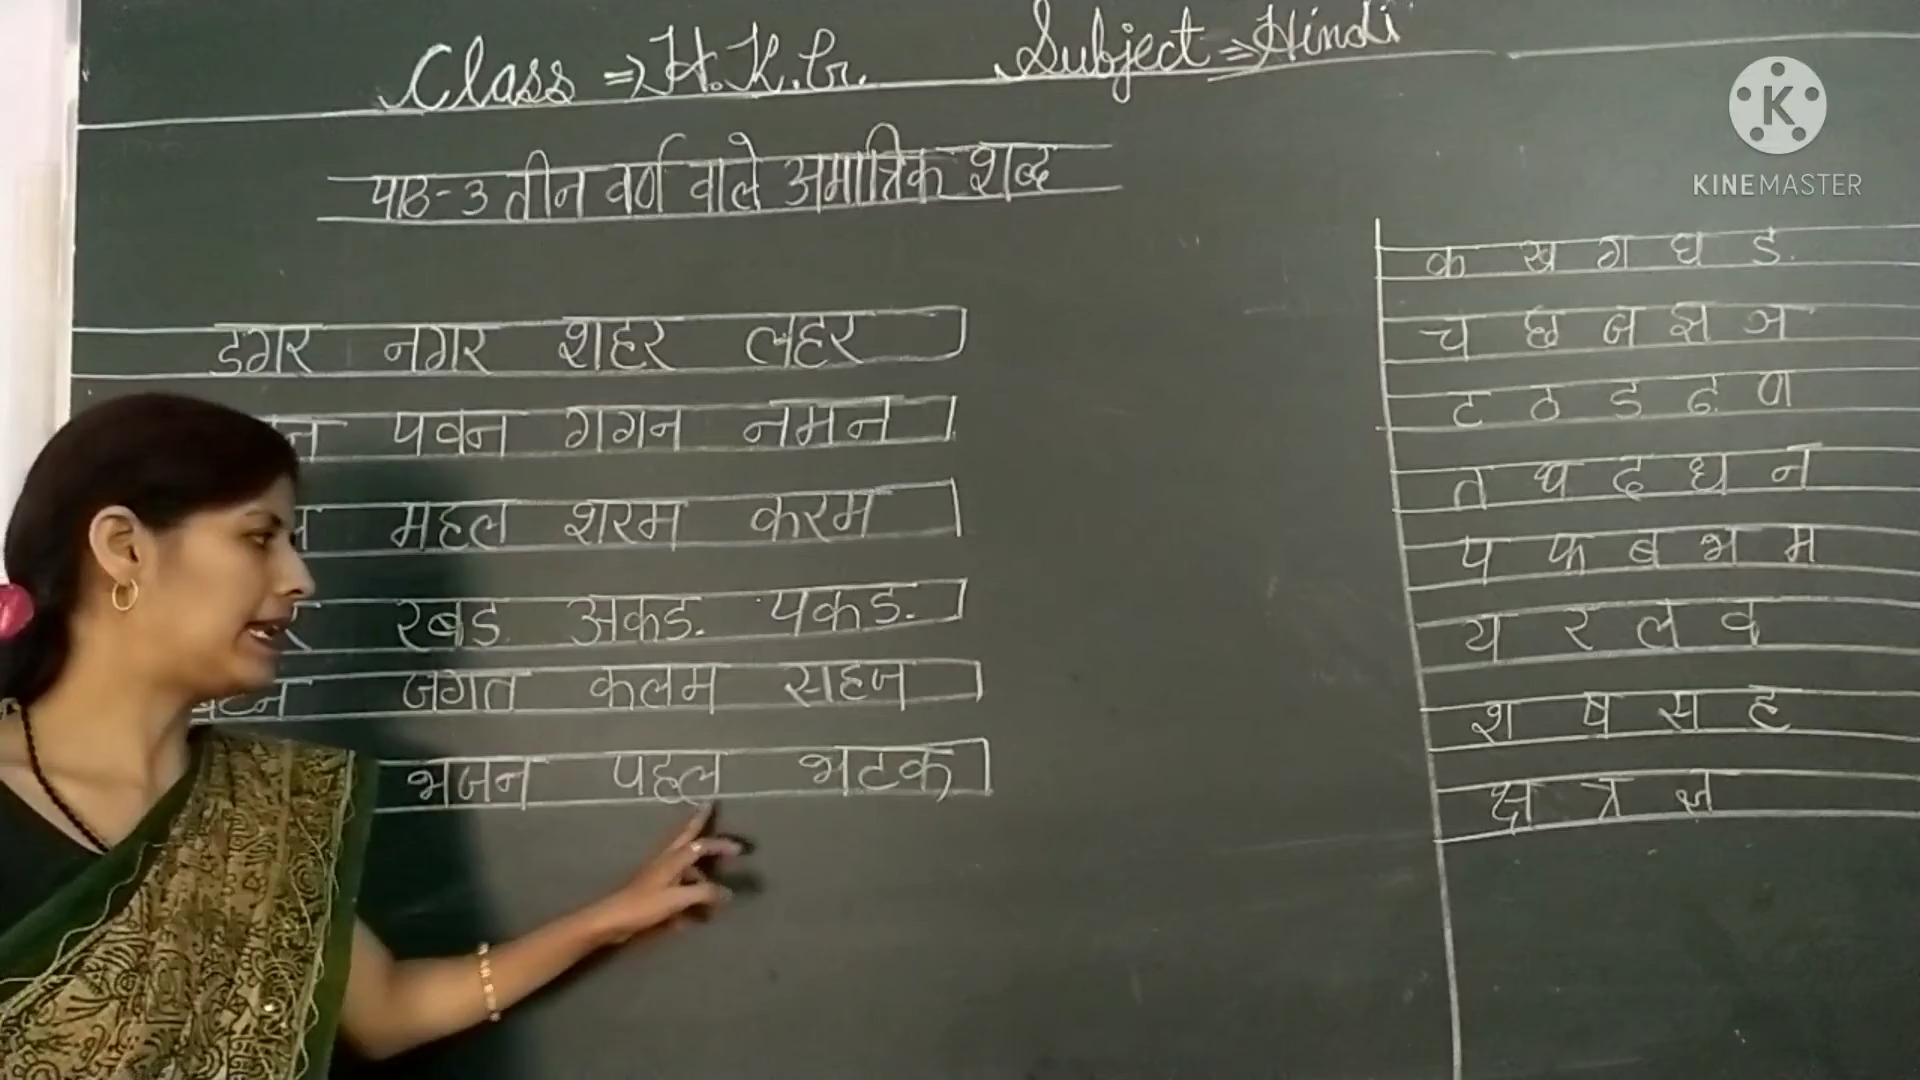 Class ⇒ H.K.G. Subject ⇒ Hindi
पाठ-3 तीन वर्ण वाले अमात्रिक शब्द
डगर नगर शहर लहर
पवन गगन नमन
महल शरम करम
रबड़ अकड़ पकड़
बटन जगत कलम सहज
भजन पहल भटक
क ख ग घ ङ
च छ ज झ ञ
ट ठ ड ढ ण
त थ द ध न
प फ ब भ म
य र ल व
श ष स ह
क्ष त्र ज्ञ
K
KINEMASTER